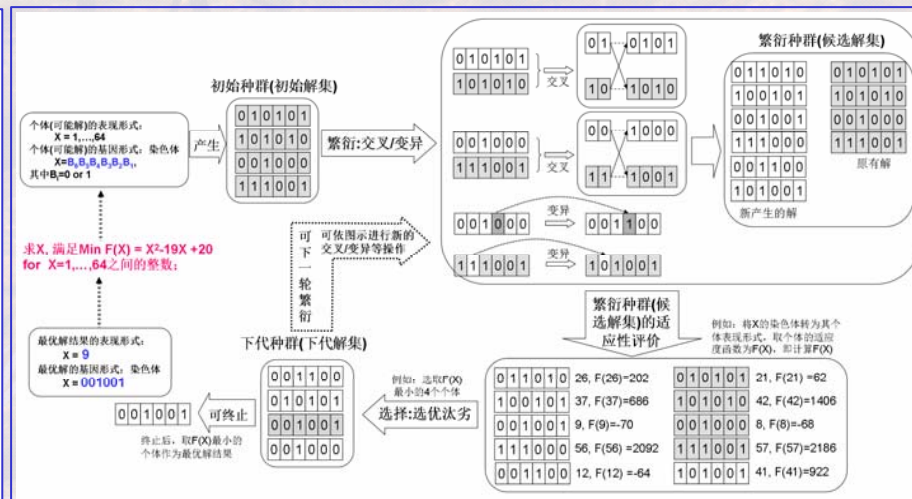 个体(可能解)的表现形式：
X = 1,…,64
个体(可能解)的基因形式：染色体
X=B₆B₅B₄B₃B₂B₁,
其中Bᵢ=0 or 1
求X, 满足Min F(X) = X²-19X +20
for X=1,…,64之间的整数；
最优解结果的表现形式：
X = 9
最优解的基因形式：染色体
X = 001001
产生
初始种群(初始解集)
010101
101010
001000
111001
繁衍:交叉/变异
010101
101010
交叉
01 0101
10 1010
001000
111001
交叉
00 1000
11 1001
001000
变异
001100
111001
变异
101001
繁衍种群(候选解集)
011010
100101
001001
111000
001100
101001
新产生的解
010101
101010
001000
111001
原有解
可下一轮繁衍
可依图示进行新的
交叉/变异等操作
繁衍种群(候
选解集)的适
应性评价
例如：将X的染色体转为其个
体表现形式，取个体的适应
度函数为F(X)，即计算F(X)
011010 26, F(26)=202
100101 37, F(37)=686
001001 9, F(9)=-70
111000 56, F(56) =2092
001100 12, F(12) =-64
010101 21, F(21) =62
101010 42, F(42)=1406
001000 8, F(8)=-68
111001 57, F(57)=2186
101001 41, F(41)=922
例如：选取F(X)
最小的4个个体
选择:选优汰劣
下代种群(下代解集)
001100
010101
001001
001000
可终止
001001
终止后，取F(X)最小的
个体作为最优解结果